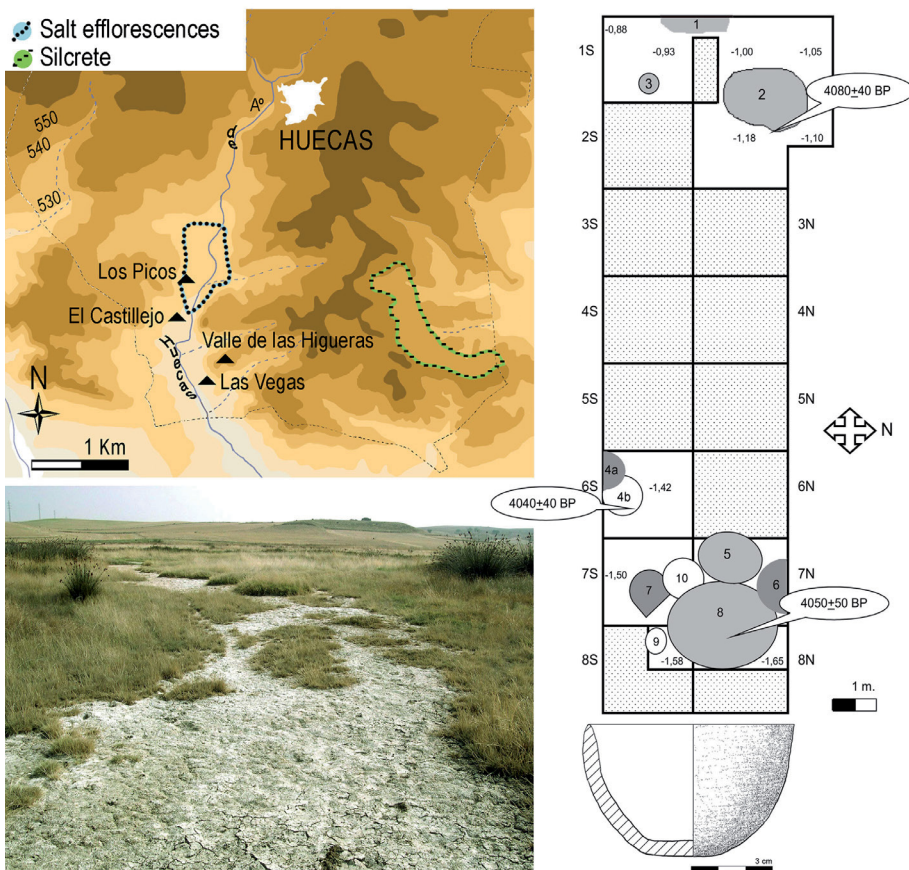 Salt efflorescences
Silcrete
Aº
de
HUECAS
550
540
530
Los Picos
El Castillejo
Huecas
Valle de las Higueras
Las Vegas
N
1 Km
1
1S
-0,88
-0,93
-1,00
-1,05
3
2
4080±40 BP
2S
-1,18
-1,10
3S
3N
4S
4N
5S
5N
N
4a
6S
4b
-1,42
6N
4040±40 BP
5
7S
-1,50
10
7N
7
6
8
4050±50 BP
9
8S
-1,58
-1,65
8N
1 m.
3 cm